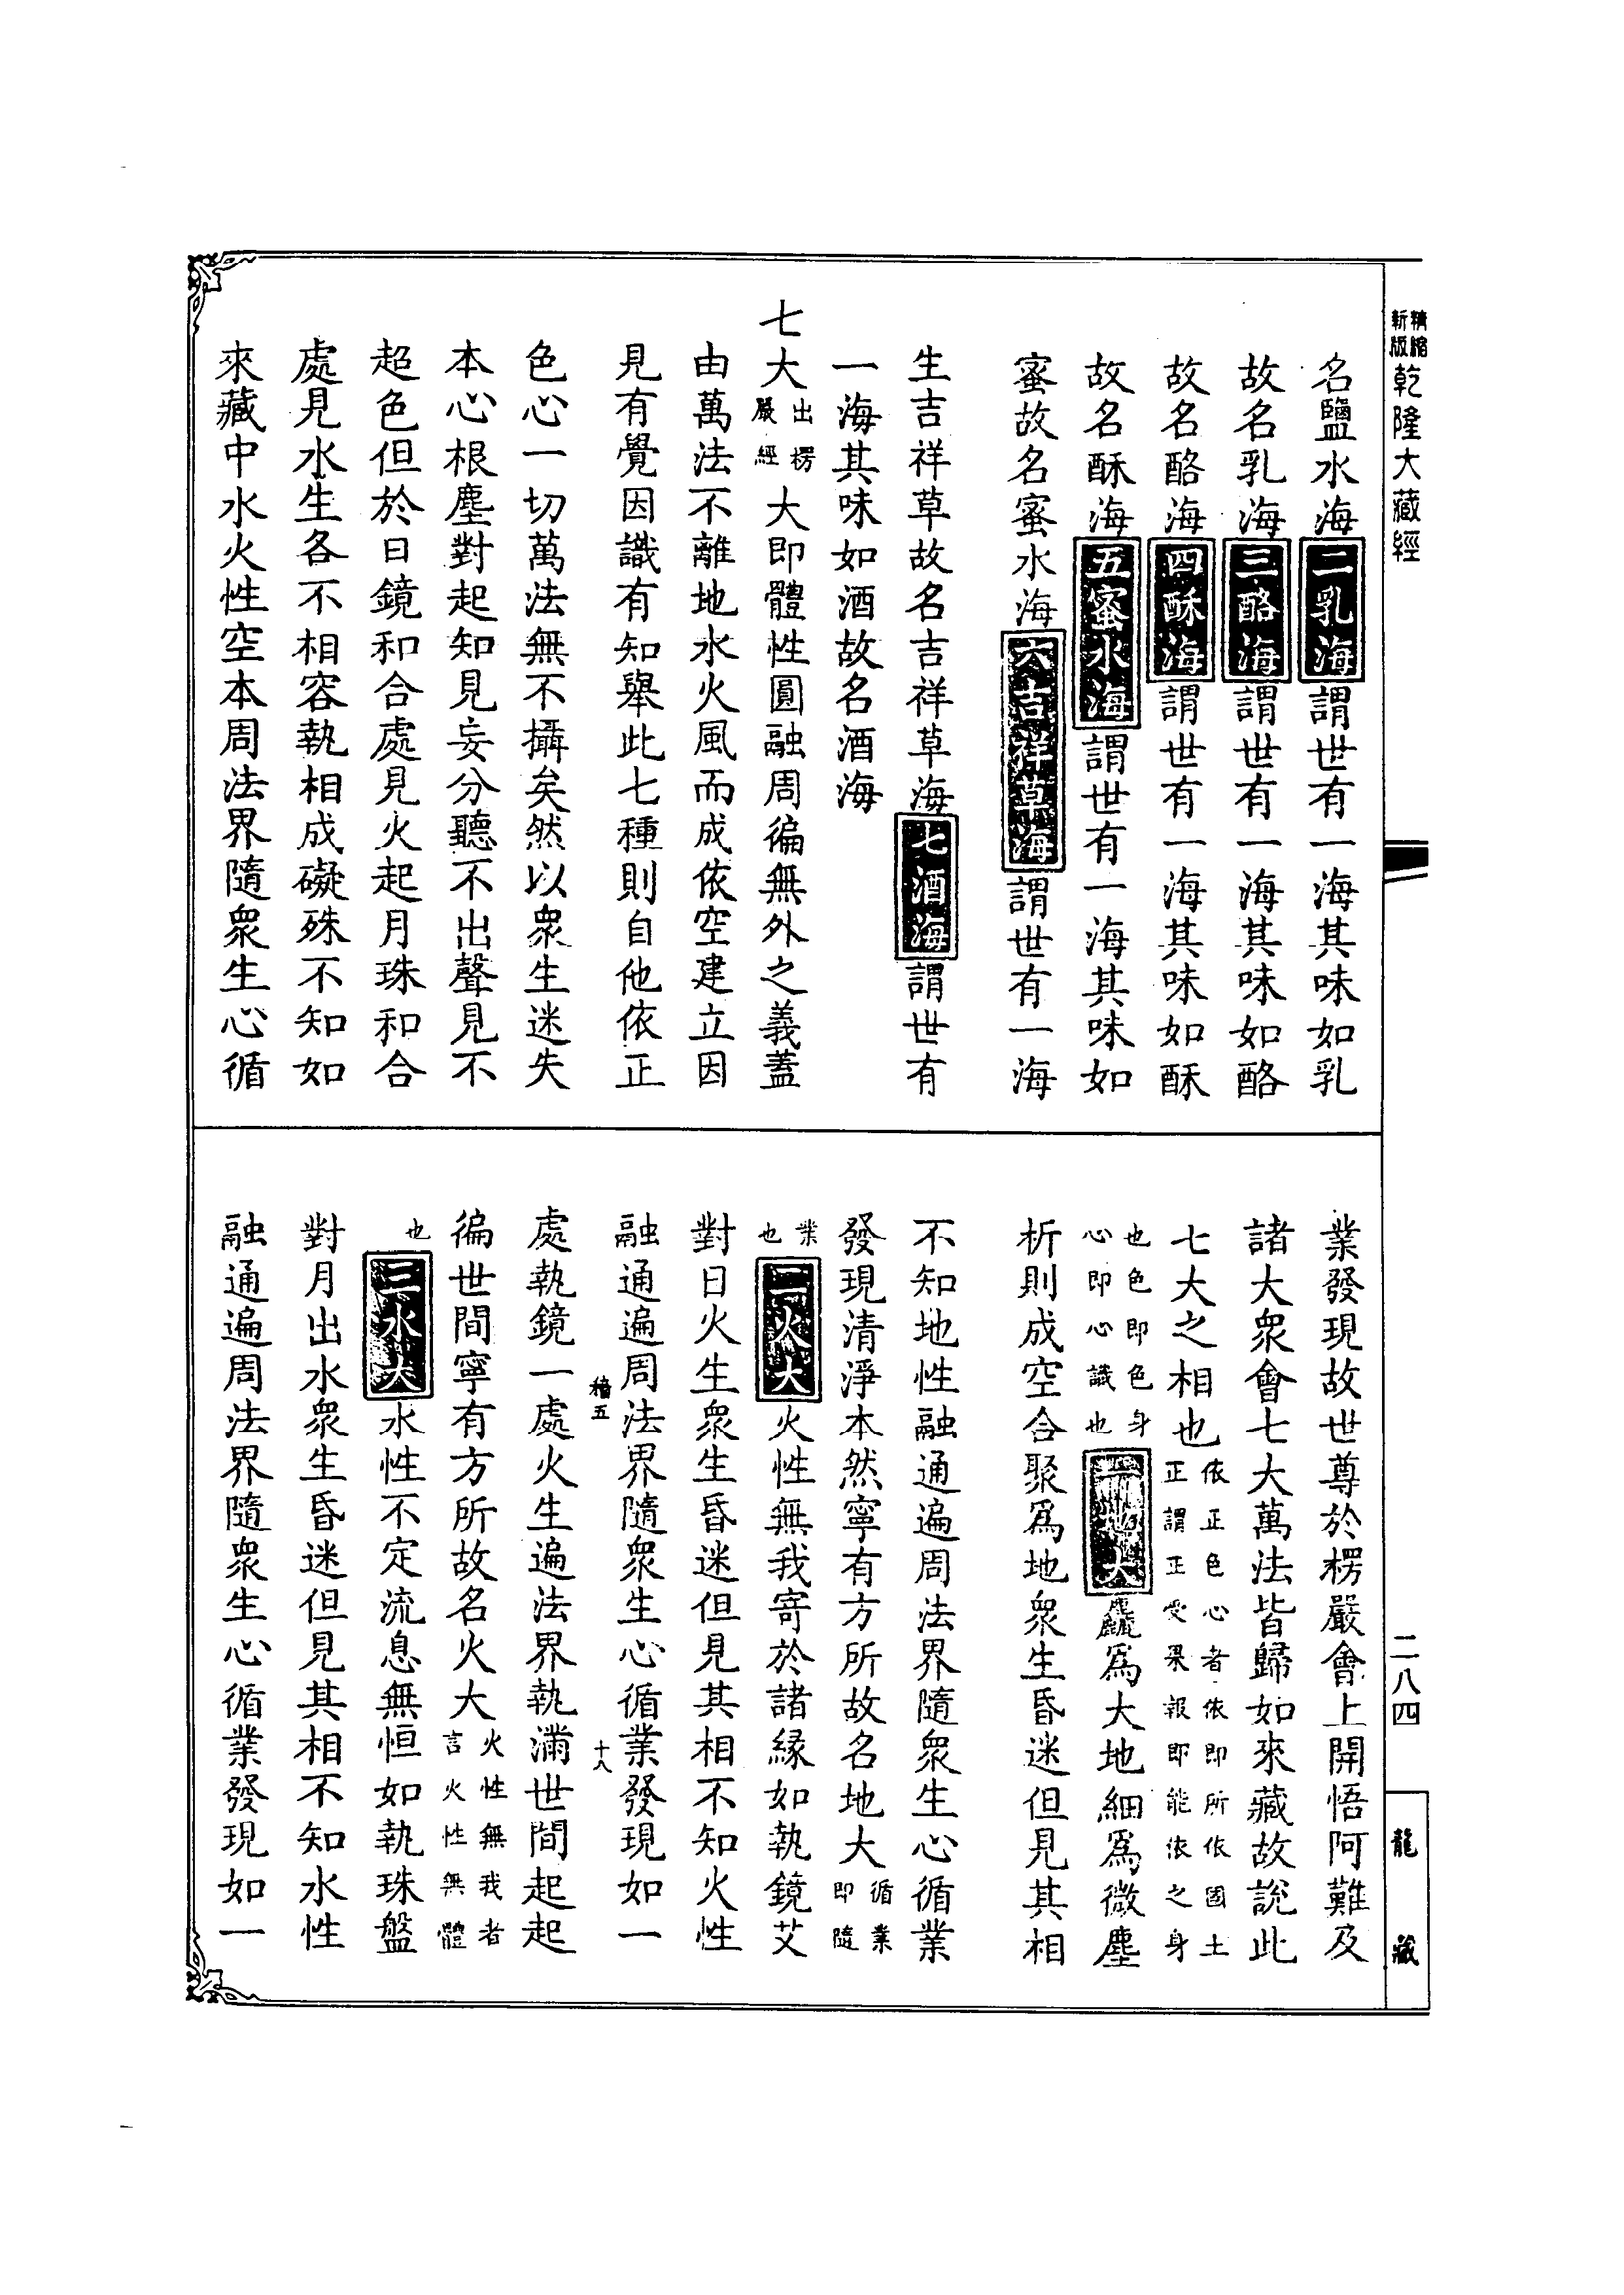 精縮
新版
乾隆大藏經
二八四
龍藏
名鹽水海二乳海謂世有一海其味如乳
故名乳海三酪海謂世有一海其味如酪
故名酪海四酥海謂世有一海其味如酥
故名酥海五蜜水海謂世有一海其味如
蜜故名蜜水海六吉祥草海謂世有一海
生吉祥草故名吉祥草海七酒海謂世有
一海其味如酒故名酒海
七大出楞嚴經大即體性圓融周徧無外之義蓋
由萬法不離地水火風而成依空建立因
見有覺因識有知舉此七種則自他依正
色心一切萬法無不攝矣然以衆生迷失
本心根塵對起知見妄分聽不出聲見不
超色但於日鏡和合處見火起月珠和合
處見水生各不相容執相成礙殊不知如
來藏中水火性空本周法界隨衆生心循
業發現故世尊於楞嚴會上開悟阿難及
諸大衆會七大萬法皆歸如來藏故說此
七大之相也依正色心者依即所依國土正謂正受果報即能依之身
也色即色身心即心識也一地大麤爲大地細爲微塵
析則成空合聚爲地衆生昏迷但見其相
不知地性融通遍周法界隨衆生心循業
發現清淨本然寧有方所故名地大循業即隨
業也二火大火性無我寄於諸緣如執鏡艾
對日火生衆生昏迷但見其相不知火性
融通遍周法界隨衆生心循業發現如一
稽五
十八
處執鏡一處火生遍法界執滿世間起起
徧世間寧有方所故名火大火性無我者言火性無體
也三水大水性不定流息無恒如執珠盤
對月出水衆生昏迷但見其相不知水性
融通遍周法界隨衆生心循業發現如一